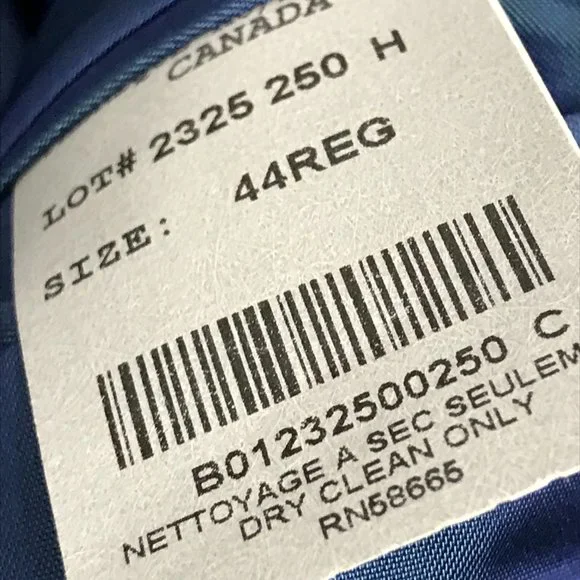 CANADA
LOT# 2325 250 H
SIZE: 44REG
B01232500250 C
NETTOYAGE A SEC SEULEM
DRY CLEAN ONLY
RN58665